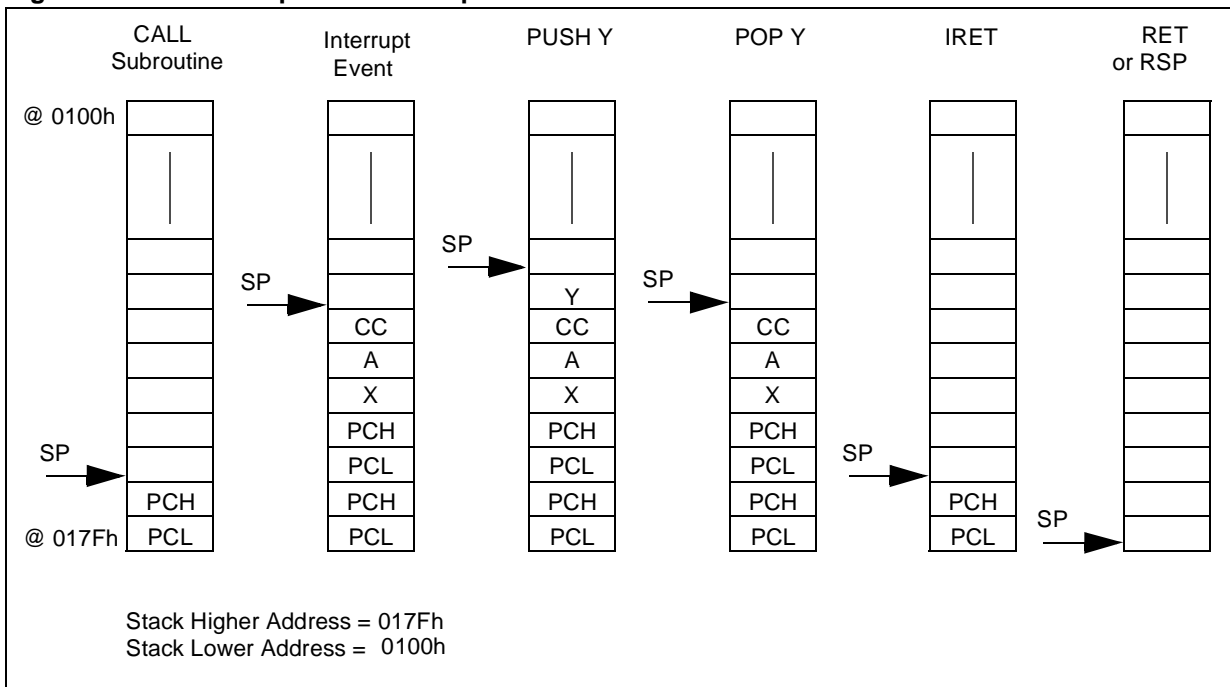 CALL
Subroutine
Interrupt
Event
PUSH Y
POP Y
IRET
RET
or RSP
@ 0100h
SP
PCH
@ 017Fh
PCL
SP
CC
A
X
PCH
PCL
PCH
PCL
SP
Y
CC
A
X
PCH
PCL
PCH
PCL
SP
CC
A
X
PCH
PCL
PCH
PCL
SP
PCH
PCL
SP
Stack Higher Address = 017Fh
Stack Lower Address = 0100h